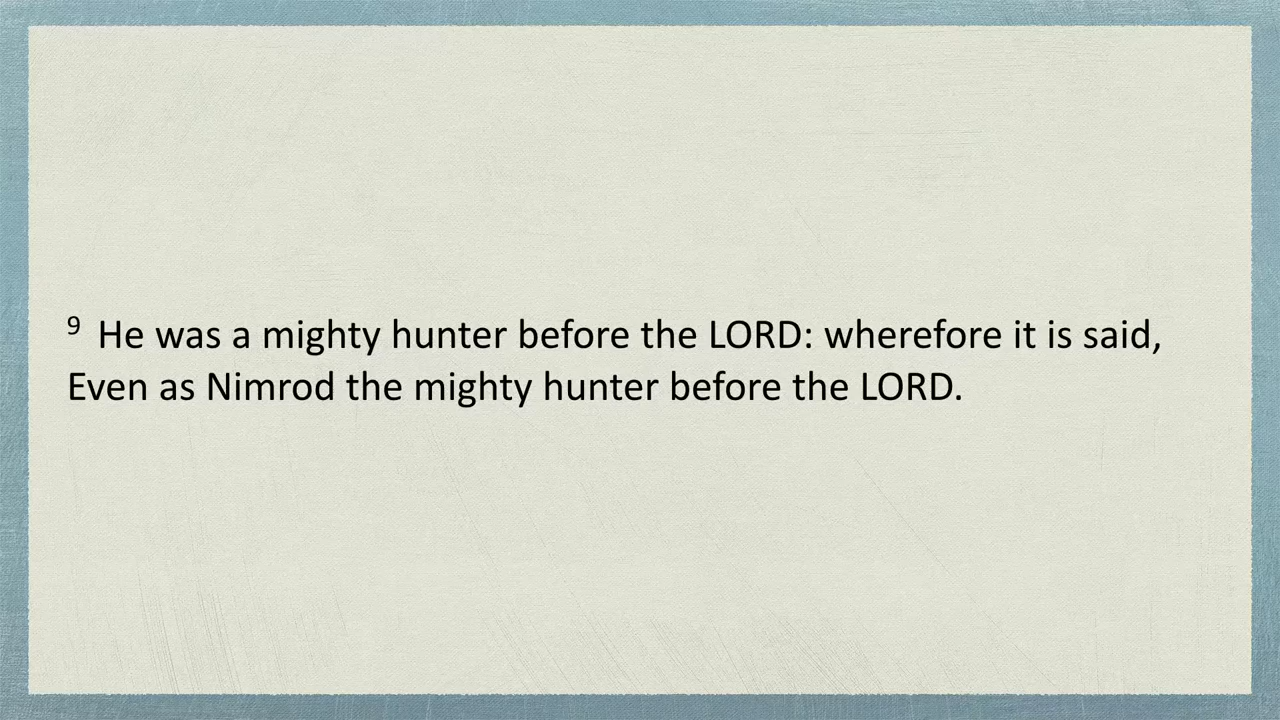 9 He was a mighty hunter before the LORD: wherefore it is said,
Even as Nimrod the mighty hunter before the LORD.